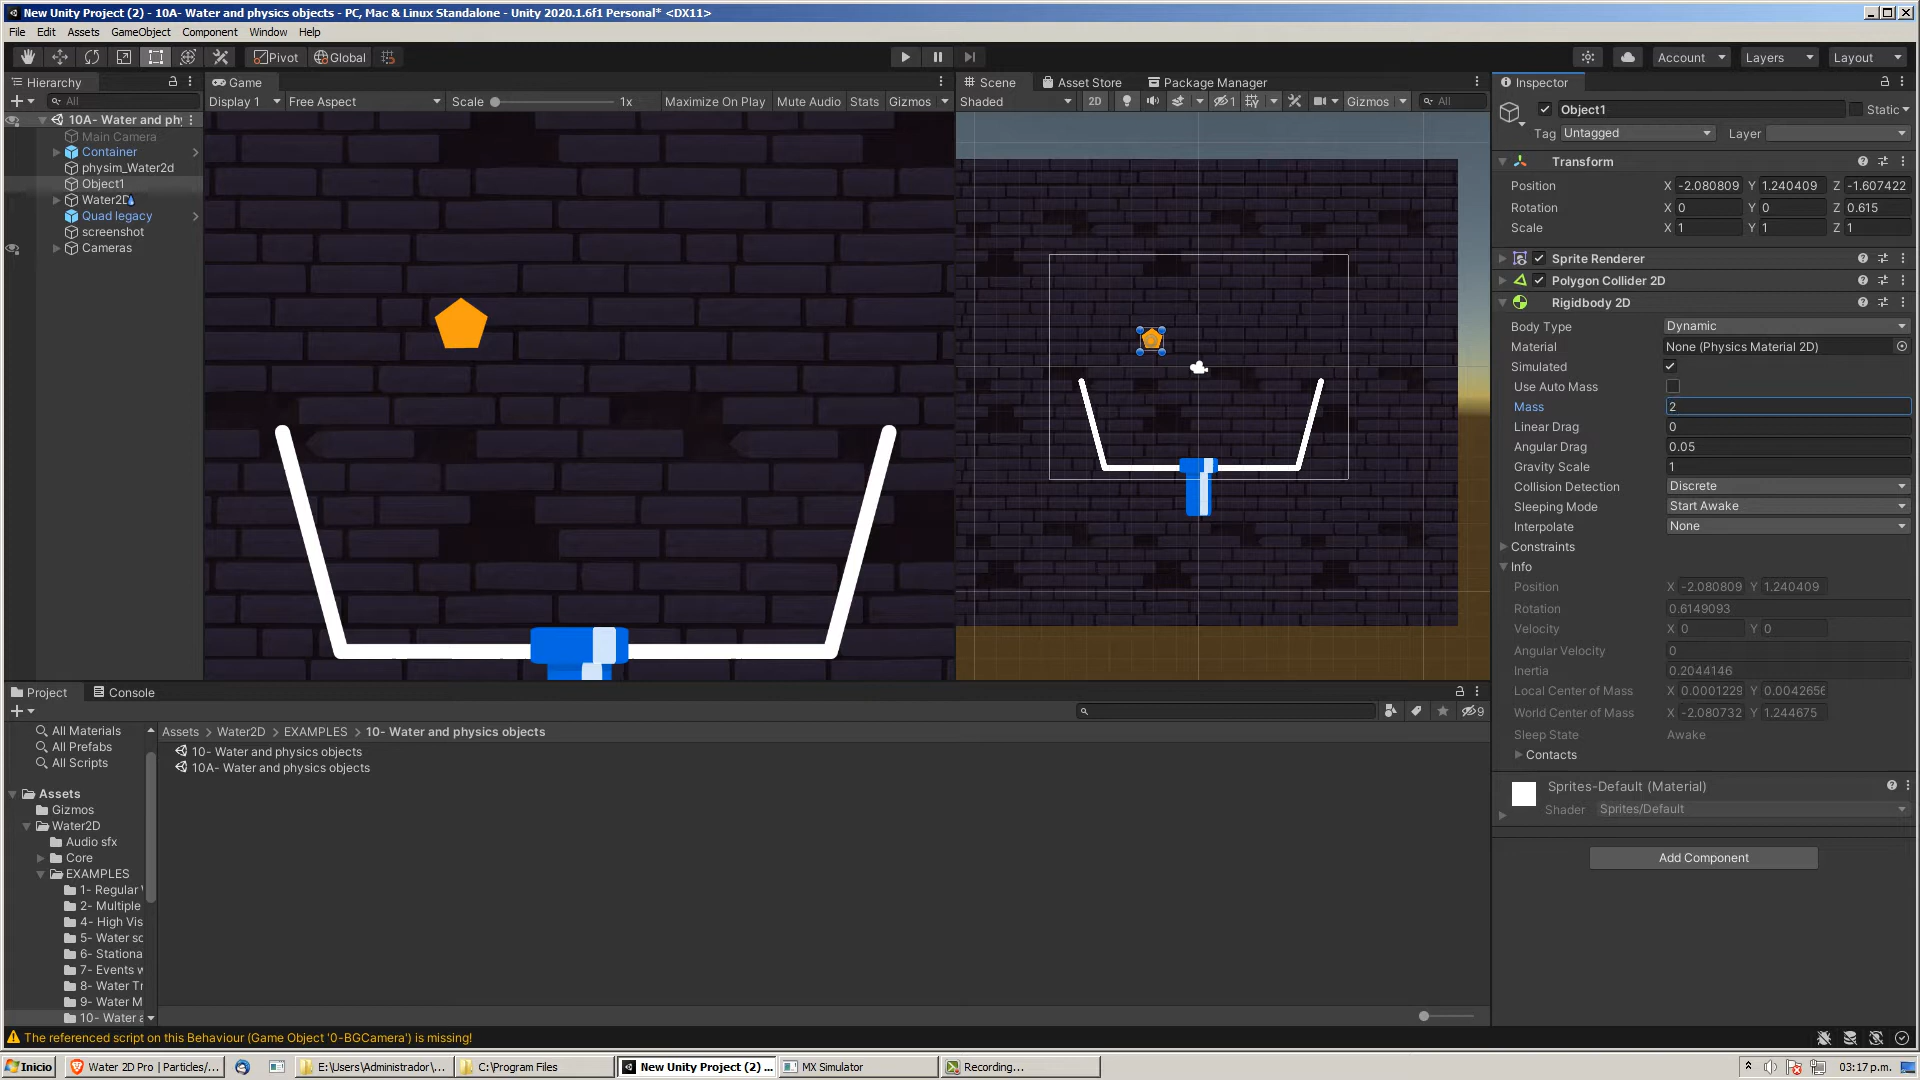 New Unity Project (2) - 10A- Water and physics objects - PC, Mac & Linux Standalone - Unity 2020.1.6f1 Personal* <DX11>
File Edit Assets GameObject Component Window Help
Pivot Global Account Layers Layout
Hierarchy Game Scene Asset Store Package Manager Inspector
All Display 1 Free Aspect Scale 1x Maximize On Play Mute Audio Stats Gizmos Shaded 2D 1 Gizmos All
10A- Water and ph
Main Camera
Container
physim_Water2d
Object1
Water2D
Quad legacy
screenshot
Cameras
Object1 Static
Tag Untagged Layer
Transform
Position X -2.080809 Y 1.240409 Z -1.607422
Rotation X 0 Y 0 Z 0.615
Scale X 1 Y 1 Z 1
Sprite Renderer
Polygon Collider 2D
Rigidbody 2D
Body Type Dynamic
Material None (Physics Material 2D)
Simulated
Use Auto Mass
Mass 2
Linear Drag 0
Angular Drag 0.05
Gravity Scale 1
Collision Detection Discrete
Sleeping Mode Start Awake
Interpolate None
Constraints
Info
Position X -2.080809 Y 1.240409
Rotation 0.6149093
Velocity X 0 Y 0
Angular Velocity 0
Inertia 0.2044146
Local Center of Mass X 0.0001229 Y 0.0042656
World Center of Mass X -2.080732 Y 1.244675
Sleep State Awake
Contacts
Sprites-Default (Material)
Shader Sprites/Default
Add Component
Project Console
9
All Materials
All Prefabs
All Scripts
Assets
Gizmos
Water2D
Audio sfx
Core
EXAMPLES
1- Regular
2- Multiple
4- High Vis
5- Water sc
6- Stationa
7- Events w
8- Water Tr
9- Water M
10- Water a
Assets Water2D EXAMPLES 10- Water and physics objects
10- Water and physics objects
10A- Water and physics objects
The referenced script on this Behaviour (Game Object '0-BGCamera') is missing!
Inicio Water 2D Pro | Particles/... E:\Users\Administrador\... C:\Program Files New Unity Project (2) ... MX Simulator Recording... 03:17 p.m.